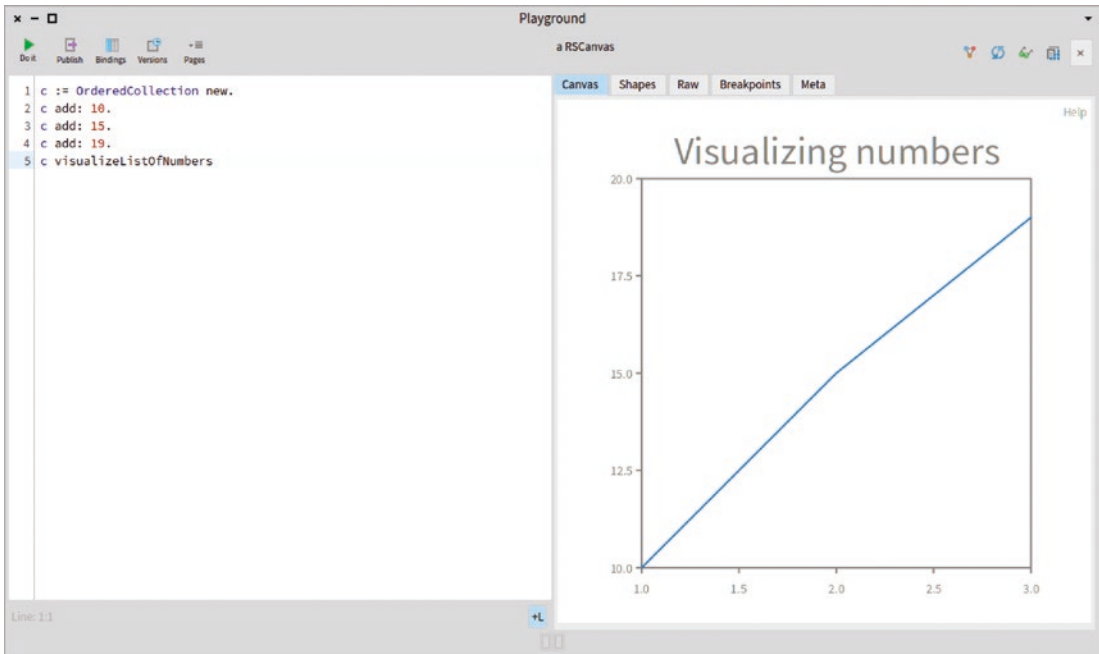 Playground
Do it Publish Bindings Versions Pages
a RSCanvas
1 c := OrderedCollection new.
2 c add: 10.
3 c add: 15.
4 c add: 19.
5 c visualizeListOfNumbers
Line: 1:1
+L
Canvas Shapes Raw Breakpoints Meta
Help
Visualizing numbers
20.0
17.5
15.0
12.5
10.0
1.0 1.5 2.0 2.5 3.0